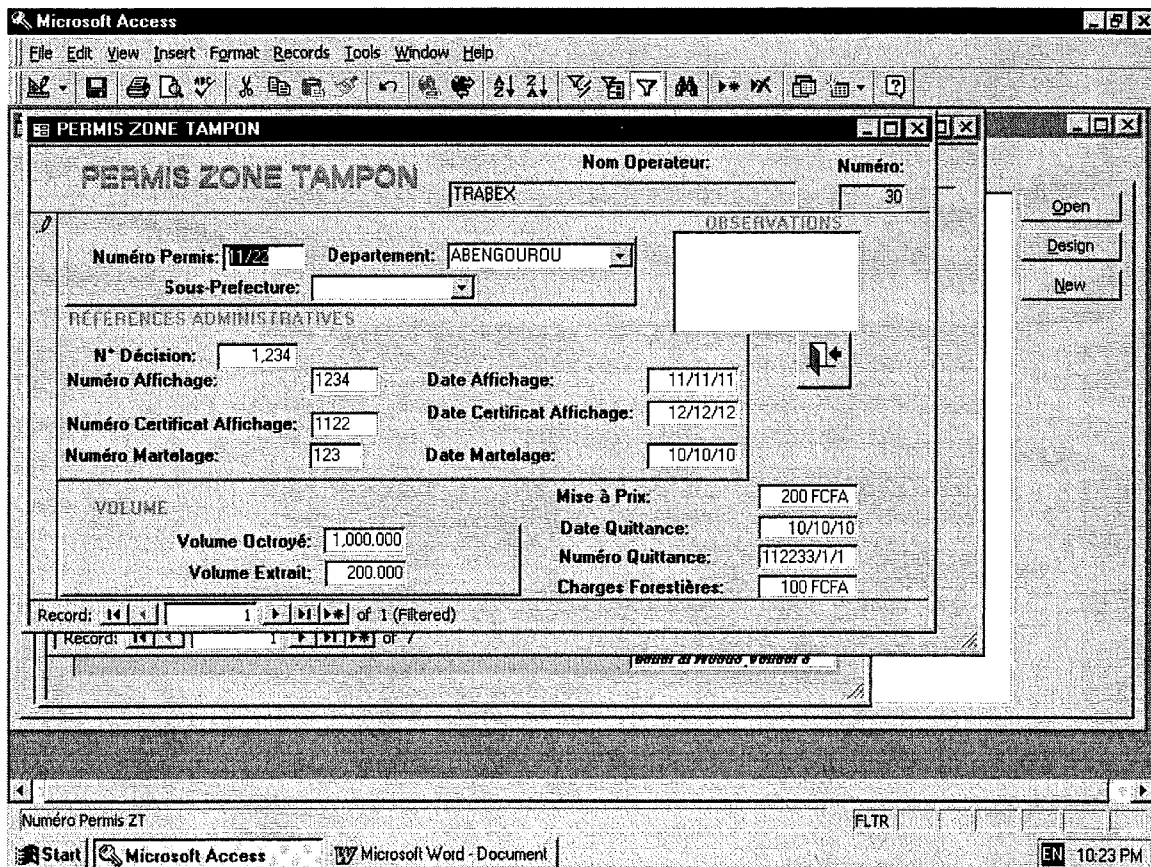 Microsoft Access
File Edit View Insert Format Records Tools Window Help
PERMIS ZONE TAMPON
PERMIS ZONE TAMPON
Nom Operateur:
Numéro:
TRABEX
30
OBSERVATIONS
Numéro Permis: 11/22 Departement: ABENGOUROU
Sous-Prefecture:
RÉFÉRENCES ADMINISTRATIVES
N° Décision: 1,234
Numéro Affichage: 1234 Date Affichage: 11/11/11
Numéro Certificat Affichage: 1122 Date Certificat Affichage: 12/12/12
Numéro Martelage: 123 Date Martelage: 10/10/10
VOLUME
Mise à Prix: 200 FCFA
Volume Octroyé: 1,000.000
Date Quittance: 10/10/10
Numéro Quittance: 112233/1/1
Volume Extrait: 200.000
Charges Forestières: 100 FCFA
Record: 1 of 1 (Filtered)
Record: 1 of 7
Open
Design
New
Numéro Permis ZT
FLTR
Start Microsoft Access Microsoft Word - Document EN 10:23 PM